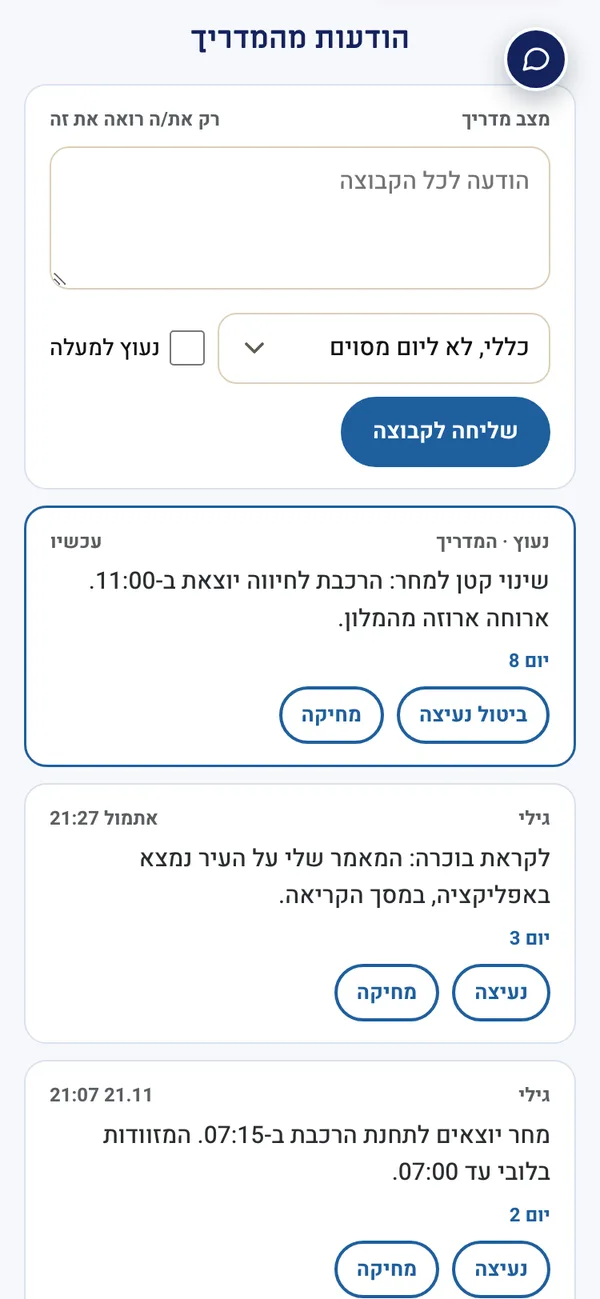 הודעות מהמדריך
מצב מדריך
רק את/ה רואה את זה
הודעה לכל הקבוצה
כללי, לא ליום מסוים
נעוץ למעלה
שליחה לקבוצה
נעוץ · המדריך
עכשיו
שינוי קטן למחר: הרכבת לחיווה יוצאת ב-11:00.
ארוחה ארוזה מהמלון.
יום 8
ביטול נעיצה
מחיקה
גילי
אתמול 21:27
לקראת בוכרה: המאמר שלי על העיר נמצא
באפליקציה, במסך הקריאה.
יום 3
נעיצה
מחיקה
גילי
21.11 21:07
מחר יוצאים לתחנת הרכבת ב-07:15. המזוודות
בלובי עד 07:00.
יום 2
נעיצה
מחיקה